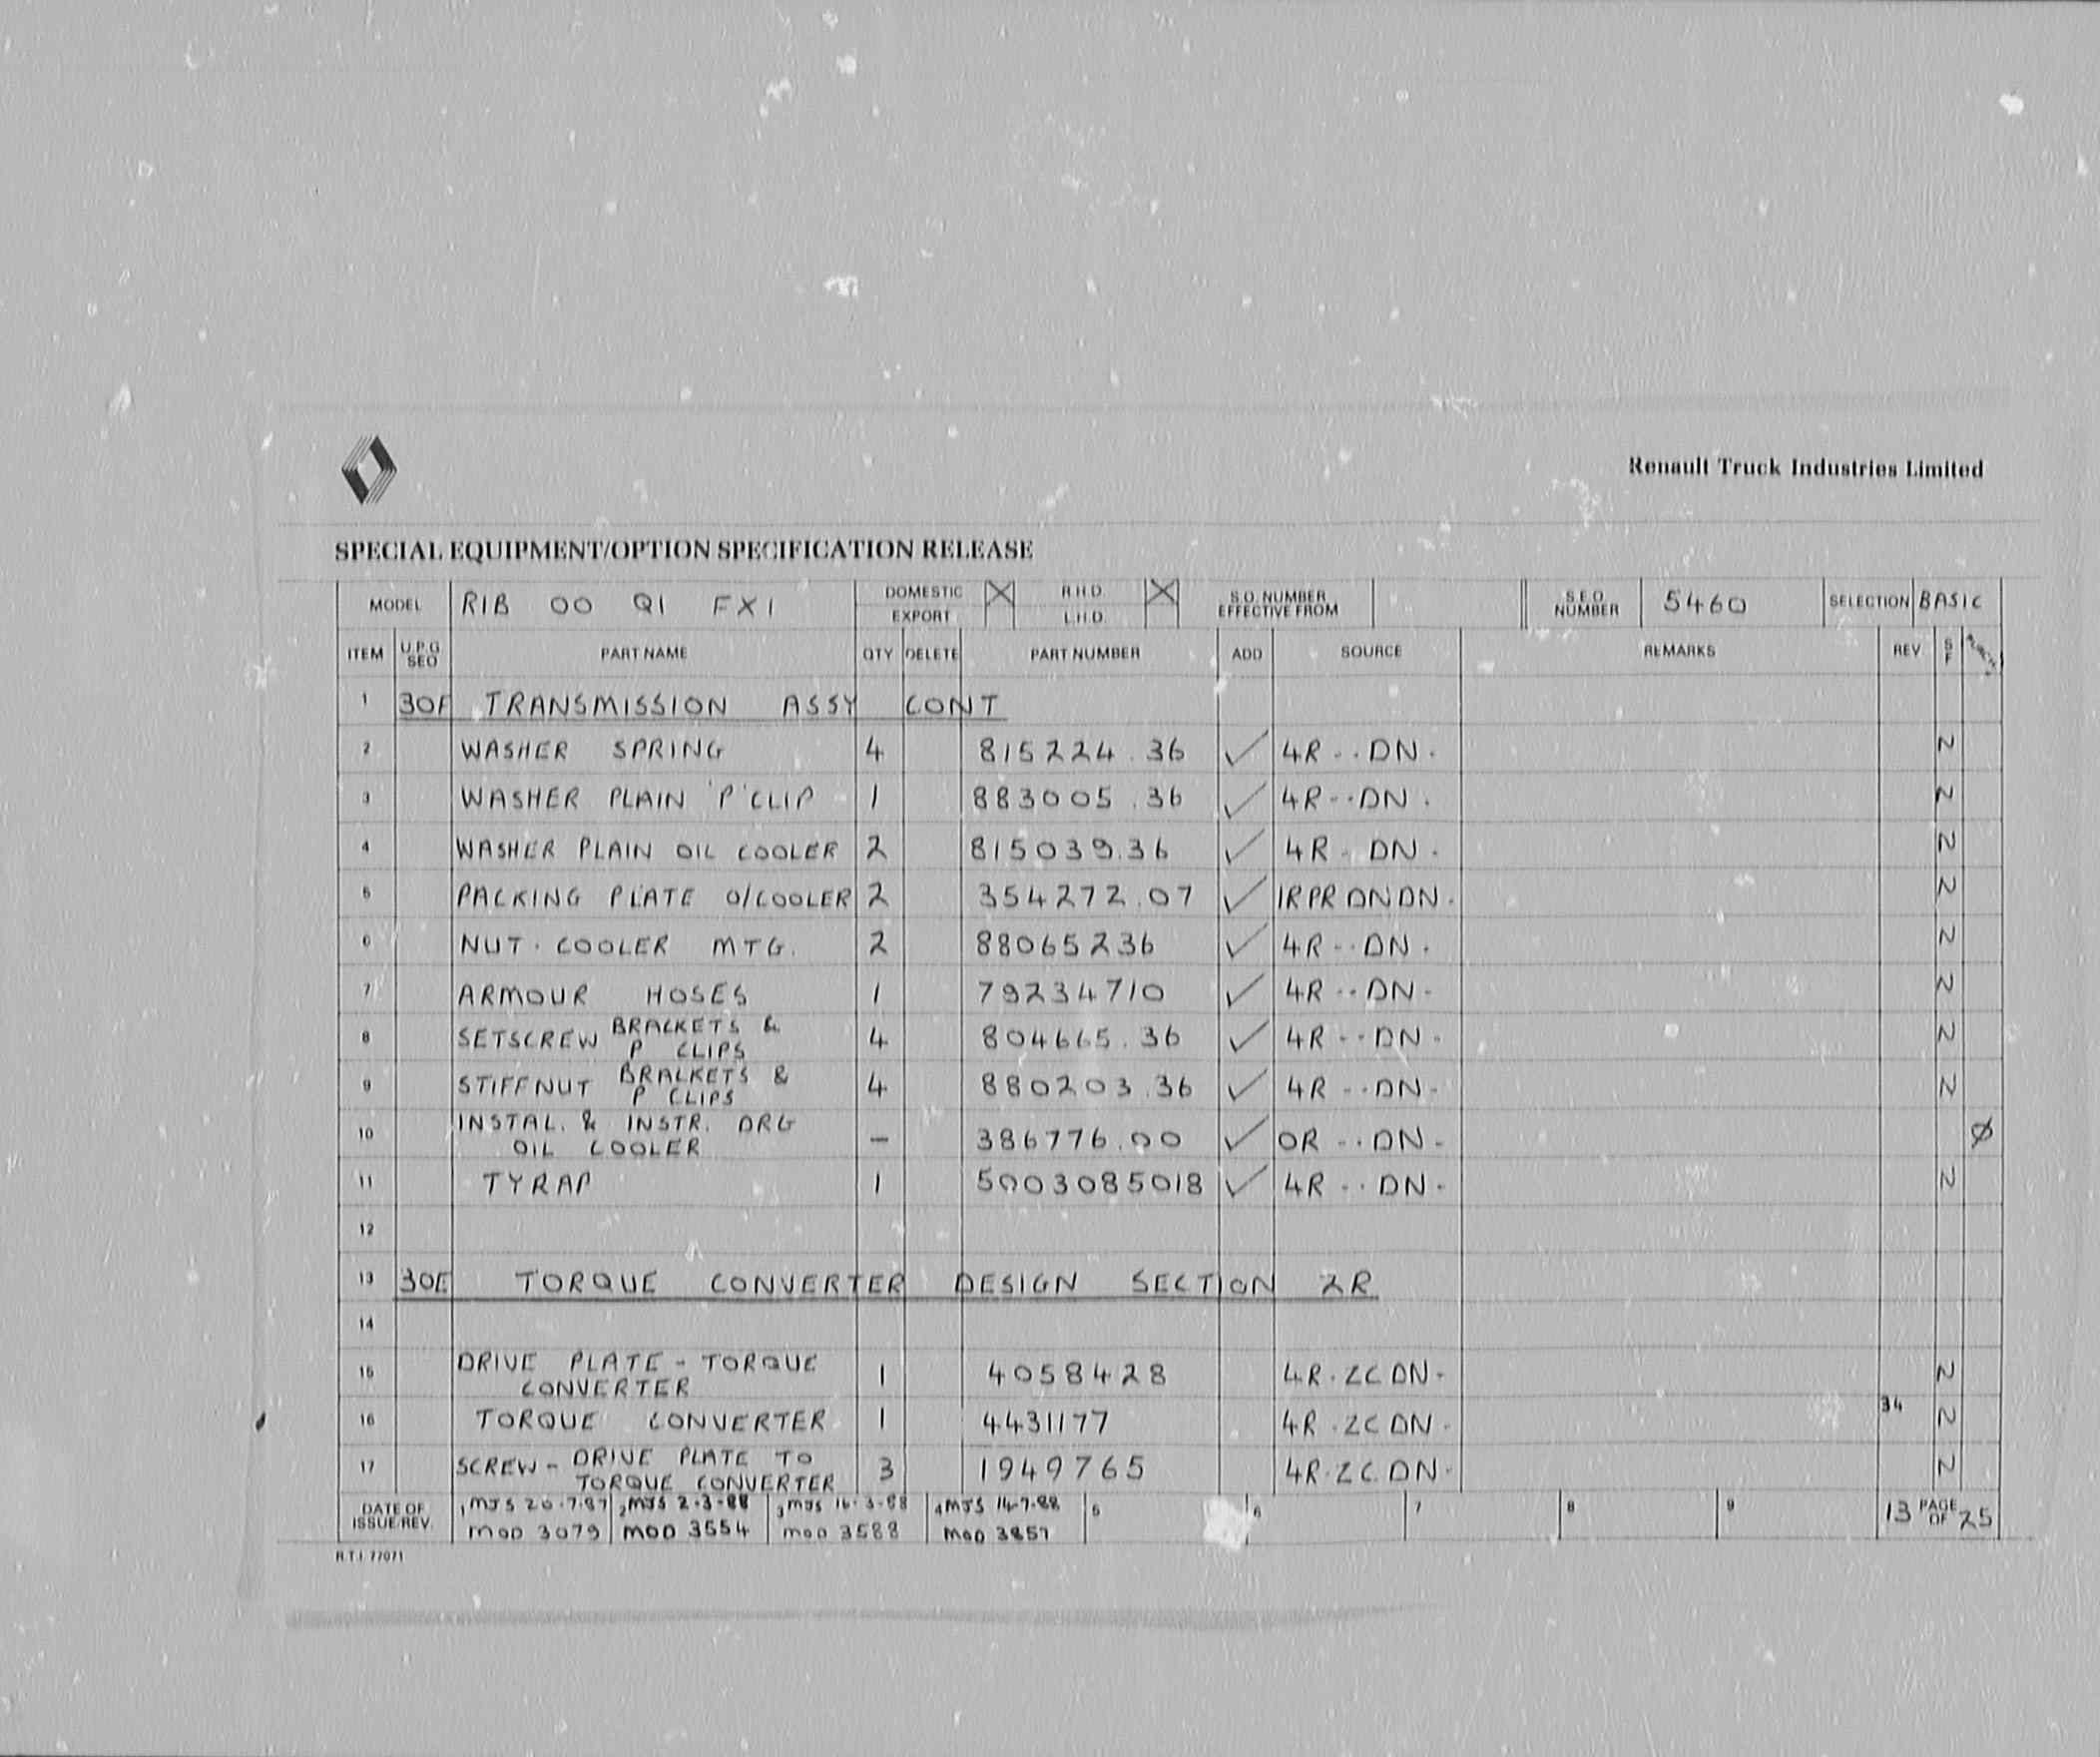 Renault Truck Industries Limited
SPECIAL EQUIPMENT/OPTION SPECIFICATION RELEASE
MODEL R1B 00 Q1 FX1 DOMESTIC X R.H.D. X S.O. NUMBER EFFECTIVE FROM S.E.O. NUMBER 5460 SELECTION BASIC
EXPORT L.H.D.
ITEM U.P.G SEQ PART NAME QTY DELETE PART NUMBER ADD SOURCE REMARKS REV S F
1 30F TRANSMISSION ASSY CONT
2 WASHER SPRING 4 815224.36 ✓ 4R--.DN. N
3 WASHER PLAIN 'P' CLIP 1 883005.36 ✓ 4R--.DN. N
4 WASHER PLAIN OIL COOLER 2 815039.36 ✓ 4R - DN. N
5 PACKING PLATE O/COOLER 2 354272.07 ✓ 1RPRDNDN. N
6 NUT. COOLER MTG. 2 88065236 ✓ 4R--.DN. N
7 ARMOUR HOSES 1 79234710 ✓ 4R--.DN- N
8 SETSCREW BRACKETS & P CLIPS 4 804665.36 ✓ 4R--.DN- N
9 STIFFNUT BRACKETS & P CLIPS 4 880203.36 ✓ 4R--.DN- N
10 INSTAL. & INSTR. DRG
OIL COOLER — 386776.00 ✓ 0R--.DN- Ø
11 TYRAP 1 5003085018 ✓ 4R--.DN- N
12
13 30E TORQUE CONVERTER DESIGN SECTION 2R
14
15 DRIVE PLATE - TORQUE
CONVERTER 1 4058428 4R.ZCDN- N
16 TORQUE CONVERTER 1 4431177 4R.ZCDN. 34 N
17 SCREW - DRIVE PLATE TO
TORQUE CONVERTER 3 1949765 4R.ZCDN- N
DATE OF ISSUE/REV. 1 MJS 20.7.87 2 MJS 2-3-88 3 MJS 16-3-88 4 MJS 14-7-88 5 6 7 8 9 13 PAGE OF 25
MOD 3079 MOD 3554 MOD 3588 MOD 3857
R.T.I. 77071